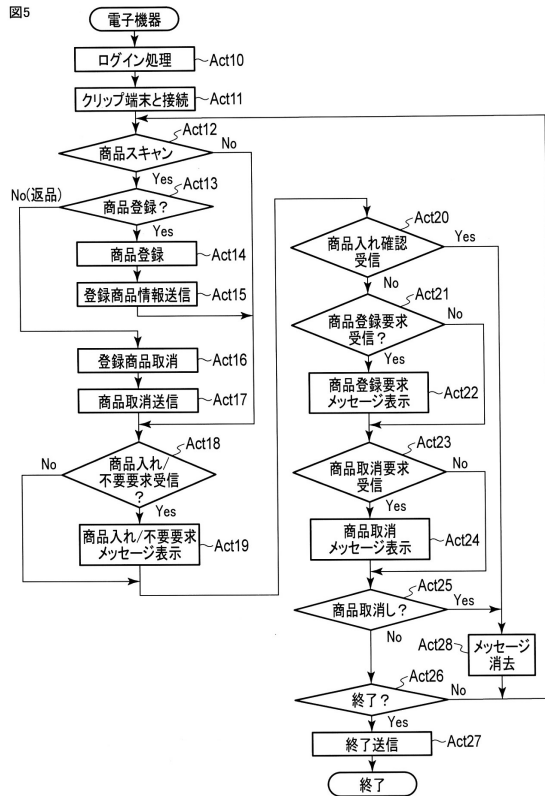 図5
電子機器
ログイン処理
Act10
クリップ端末と接続
Act11
Act12
商品スキャン
No
Yes
Act13
No(返品)
商品登録？
Yes
商品登録
Act14
登録商品情報送信
Act15
登録商品取消
Act16
商品取消送信
Act17
Act18
No
商品入れ/
不要要求受信
？
Yes
商品入れ/不要要求
メッセージ表示
Act19
Act20
商品入れ確認
受信
Yes
No
Act21
商品登録要求
受信？
No
Yes
商品登録要求
メッセージ表示
Act22
Act23
商品取消要求
受信
No
Yes
商品取消
メッセージ表示
Act24
Act25
商品取消し？
Yes
No
Act28
メッセージ
消去
Act26
終了？
No
Yes
終了送信
Act27
終了